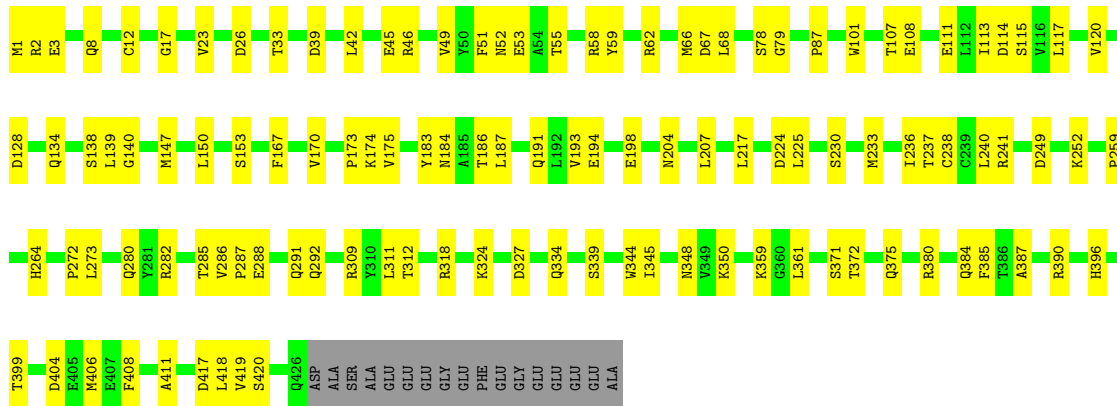 M1 R2 E3 Q8 C12 G17 V23 D26 T33 D39 L42 E45 R46 V49 Y50 F51 N52 E53 A54 T55 R58 Y59 R62 M66 D67 L68 S78 G79 P87 W101 T107 E108 E111 L112 I113 D114 S115 V116 L117 V120
D128 Q134 S138 L139 G140 M147 L150 S153 F167 V170 P173 K174 V175 Y183 N184 A185 T186 L187 Q191 L192 V193 E194 E198 N204 L207 L217 D224 L225 S230 M233 I236 T237 C238 C239 L240 R241 D249 K252
H264 P272 L273 Q280 Y281 R282 T285 V286 P287 E288 Q291 Q292 R309 Y310 L311 T312 R318 K324 D327 Q334 S339 W344 I345 N348 V349 K350 K359 G360 L361 S371 T372 Q375 R380 Q384 F385 T386 A387 R390 H396
T399 D404 E405 M406 E407 F408 A411 D417 L418 V419 S420 Q426 ASP ALA SER ALA GLU GLU GLU GLY GLU PHE GLU GLY GLU GLU GLU GLU ALA